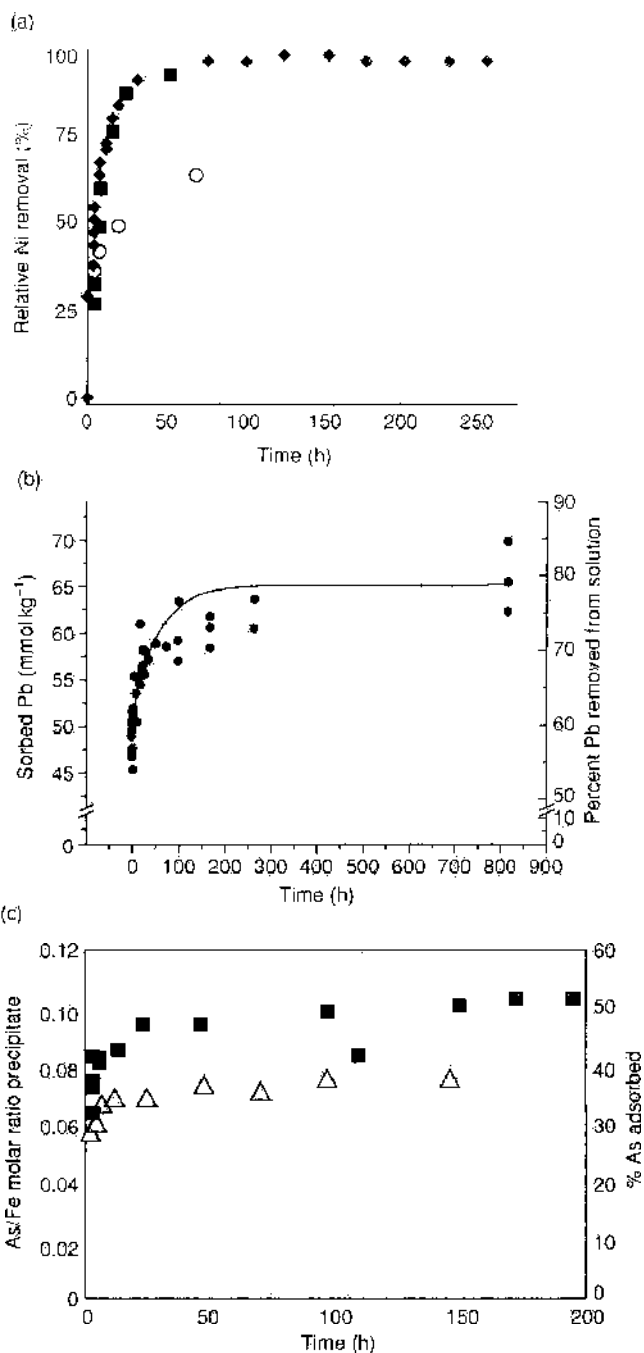 (a)
100
75
50
25
0
Relative Ni removal (%)
0 50 100 150 200 250
Time (h)
(b)
70
65
60
55
50
45
0
Sorbed Pb (mmol kg⁻¹)
90
80
70
60
50
10
0
Percent Pb removed from solution
0 100 200 300 400 500 600 700 800 900
Time (h)
(c)
0.12
0.10
0.08
0.06
0.04
0.02
0
As/Fe molar ratio precipitate
60
50
40
30
20
10
0
% As adsorbed
0 50 100 150 200
Time (h)